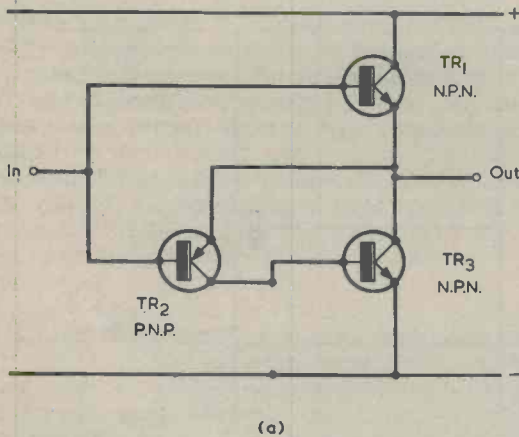 +
TR₁
N.P.N.
In
Out
TR₃
N.P.N.
TR₂
P.N.P.
−
(a)